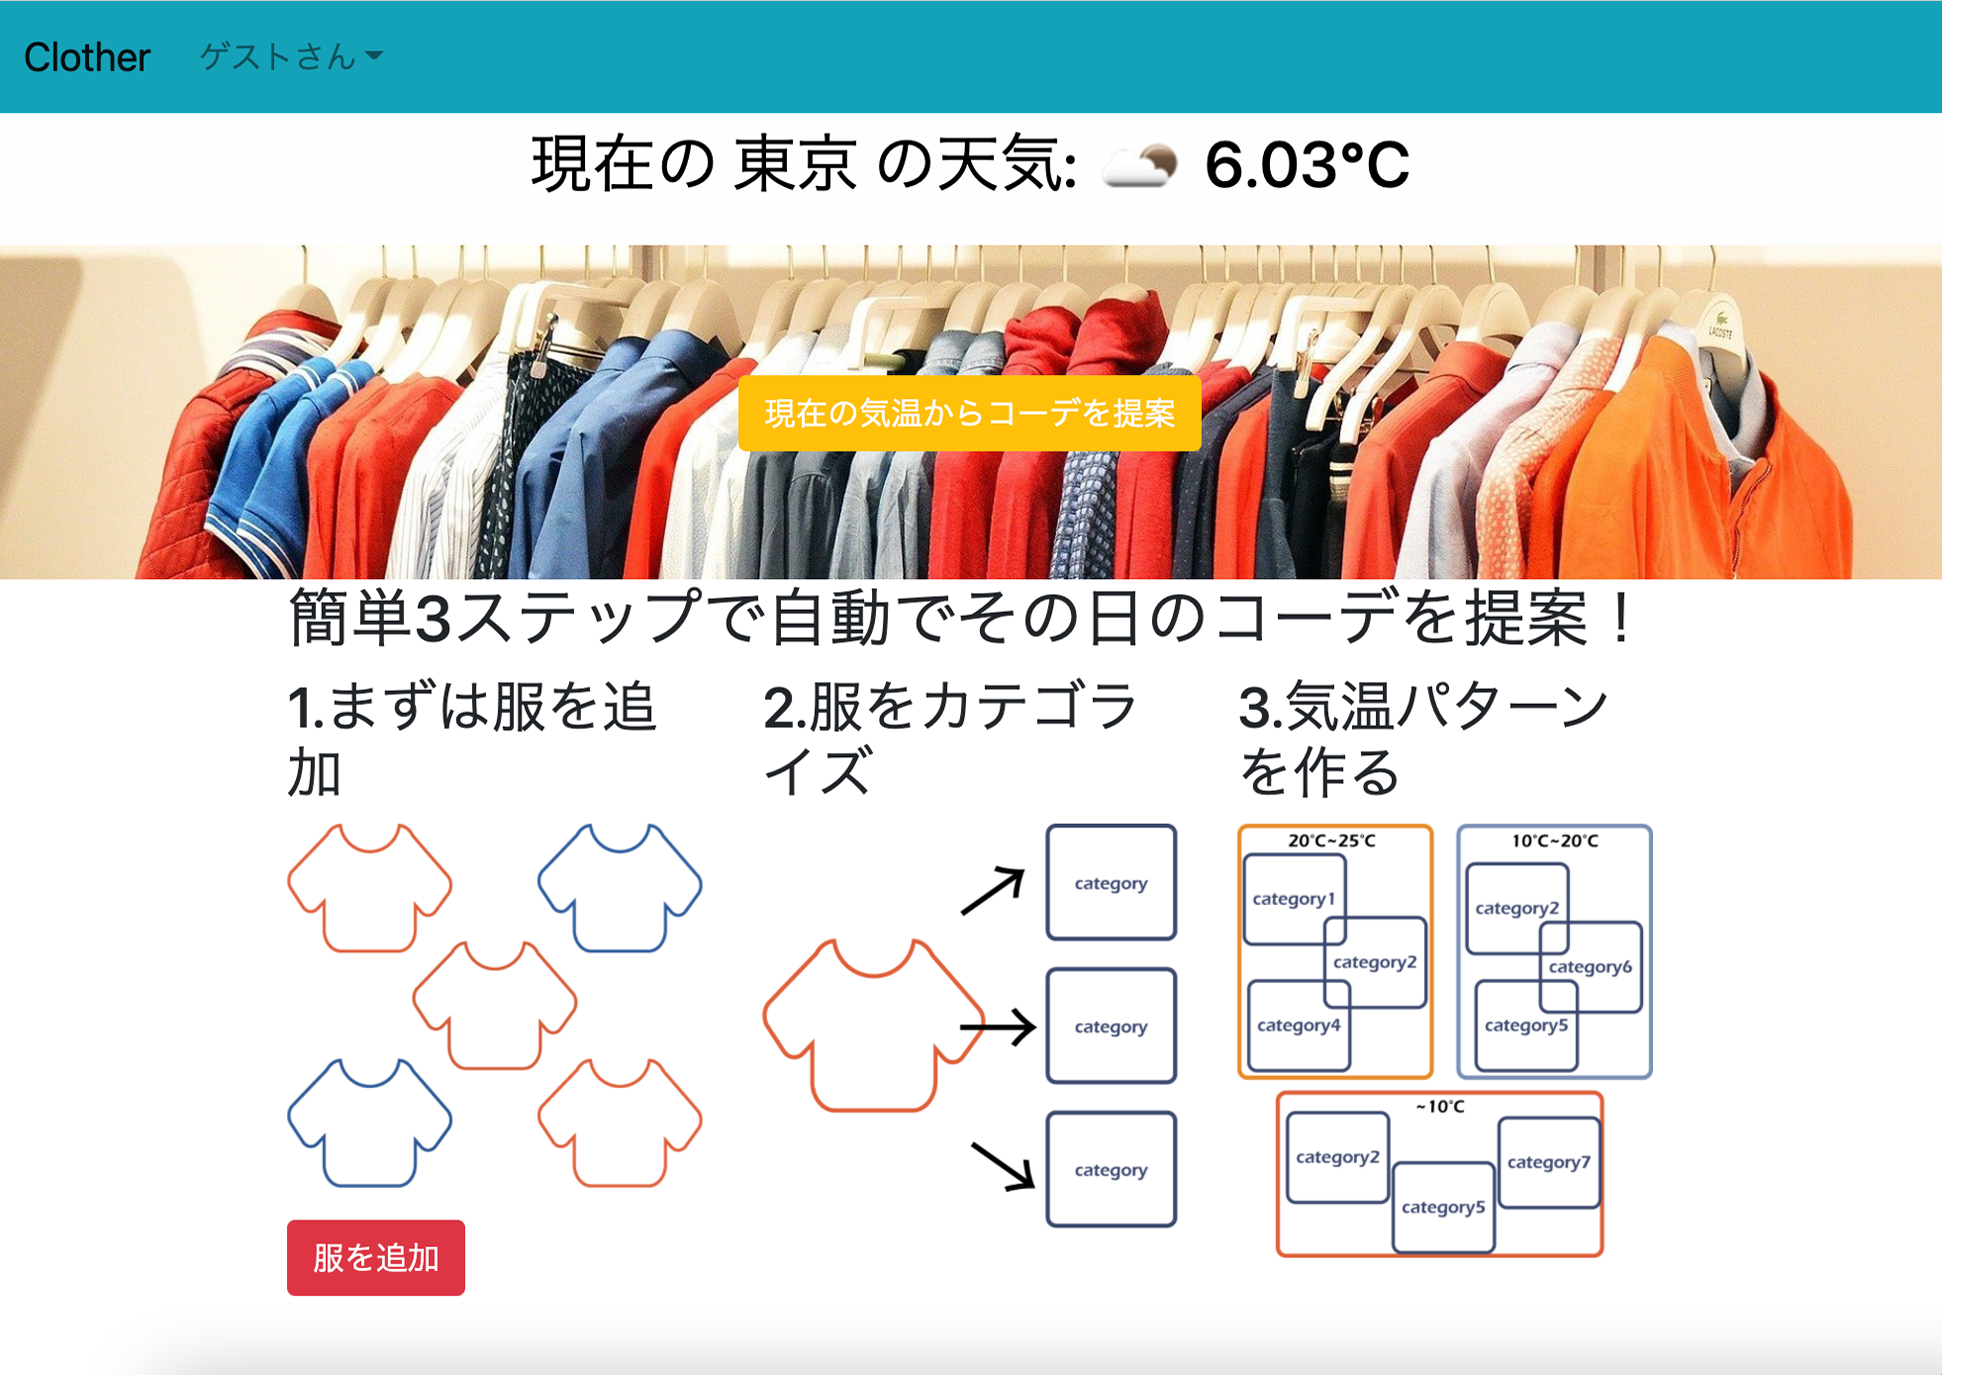 Clother ゲストさん
現在の 東京 の天気: 6.03°C
LACOSTE
現在の気温からコーデを提案
簡単3ステップで自動でその日のコーデを提案！
1.まずは服を追
加
服を追加
2.服をカテゴラ
イズ
category
category
category
3.気温パターン
を作る
20°C~25°C
category1
category2
category4
10°C~20°C
category2
category6
category5
~10°C
category2
category5
category7